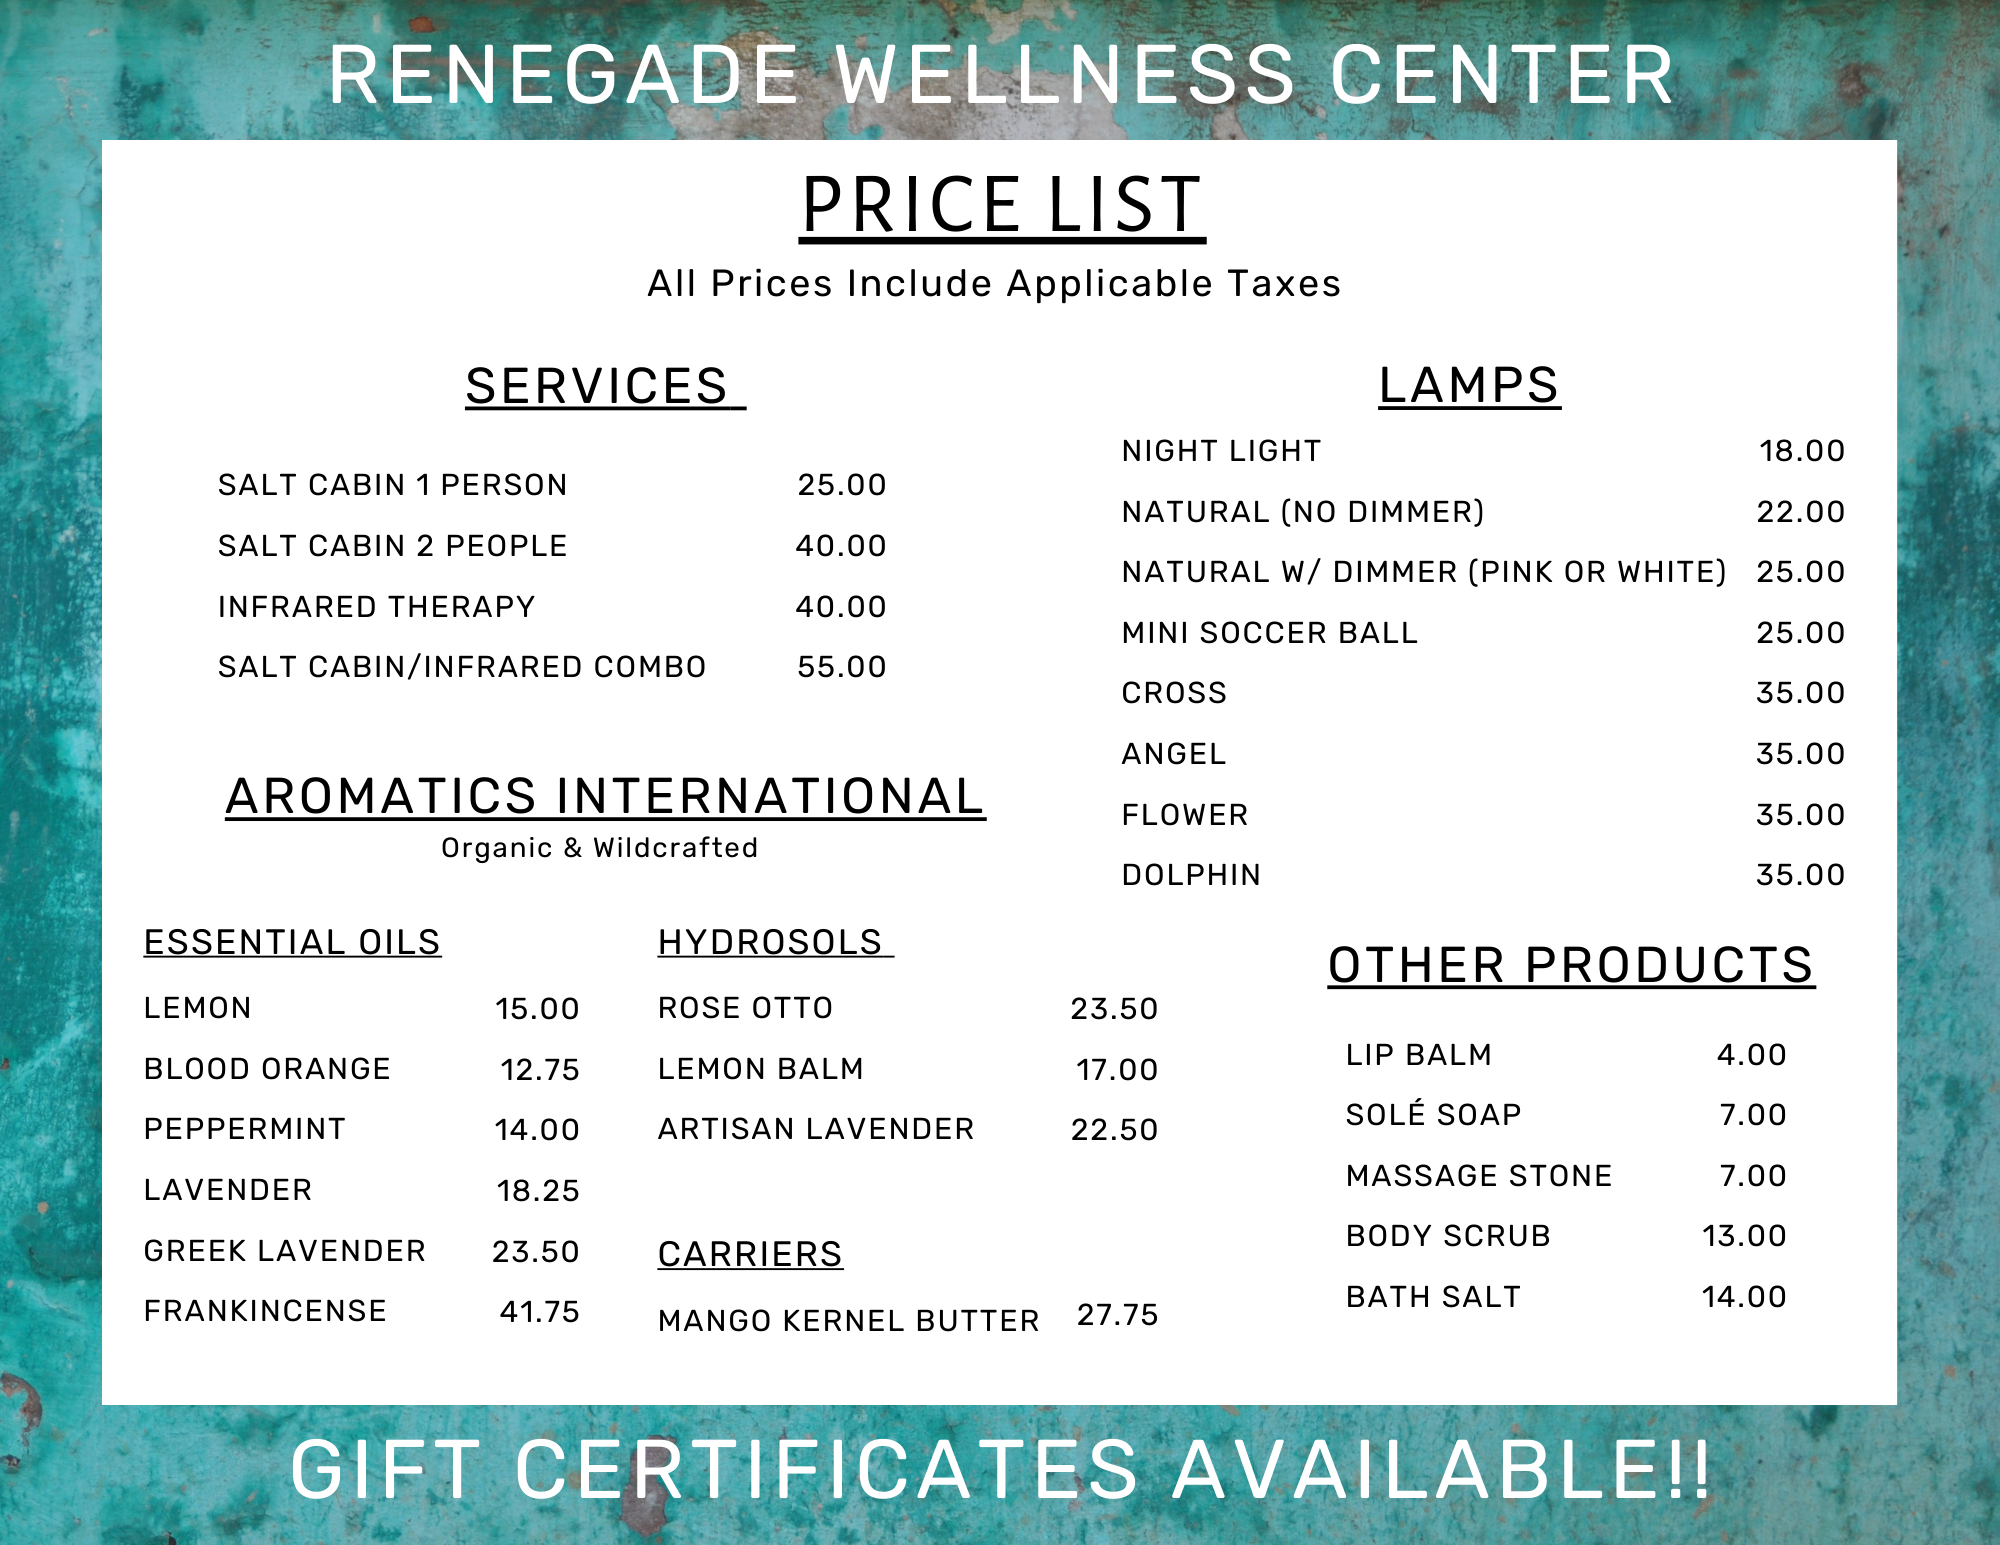 RENEGADE WELLNESS CENTER
PRICE LIST
All Prices Include Applicable Taxes
SERVICES
SALT CABIN 1 PERSON 25.00
SALT CABIN 2 PEOPLE 40.00
INFRARED THERAPY 40.00
SALT CABIN/INFRARED COMBO 55.00
LAMPS
NIGHT LIGHT 18.00
NATURAL (NO DIMMER) 22.00
NATURAL W/ DIMMER (PINK OR WHITE) 25.00
MINI SOCCER BALL 25.00
CROSS 35.00
ANGEL 35.00
FLOWER 35.00
DOLPHIN 35.00
AROMATICS INTERNATIONAL
Organic & Wildcrafted
ESSENTIAL OILS
LEMON 15.00
BLOOD ORANGE 12.75
PEPPERMINT 14.00
LAVENDER 18.25
GREEK LAVENDER 23.50
FRANKINCENSE 41.75
HYDROSOLS
ROSE OTTO 23.50
LEMON BALM 17.00
ARTISAN LAVENDER 22.50
CARRIERS
MANGO KERNEL BUTTER 27.75
OTHER PRODUCTS
LIP BALM 4.00
SOLÉ SOAP 7.00
MASSAGE STONE 7.00
BODY SCRUB 13.00
BATH SALT 14.00
GIFT CERTIFICATES AVAILABLE!!